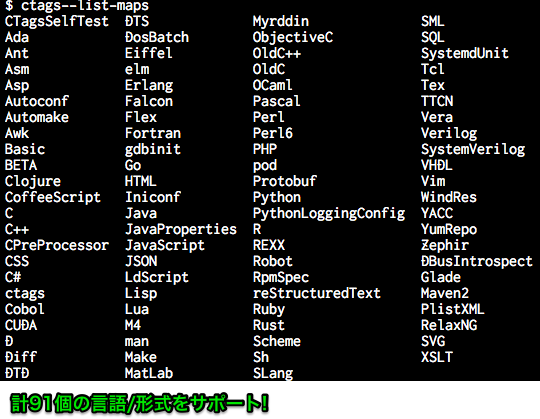 $ ctags--list-maps
CTagsSelfTest DTS Myrddin SML
Ada DosBatch ObjectiveC SQL
Ant Eiffel OldC++ SystemdUnit
Asm elm OldC Tcl
Asp Erlang OCaml Tex
Autoconf Falcon Pascal TTCN
Automake Flex Perl Vera
Awk Fortran Perl6 Verilog
Basic gdbinit PHP SystemVerilog
BETA Go pod VHDL
Clojure HTML Protobuf Vim
CoffeeScript Iniconf Python WindRes
C Java PythonLoggingConfig YACC
C++ JavaProperties R YumRepo
CPreProcessor JavaScript REXX Zephir
CSS JSON Robot DBusIntrospect
C# LdScript RpmSpec Glade
ctags Lisp reStructuredText Maven2
Cobol Lua Ruby PlistXML
CUDA M4 Rust RelaxNG
D man Scheme SVG
Diff Make Sh XSLT
DTD MatLab SLang
計91個の言語/形式をサポート!